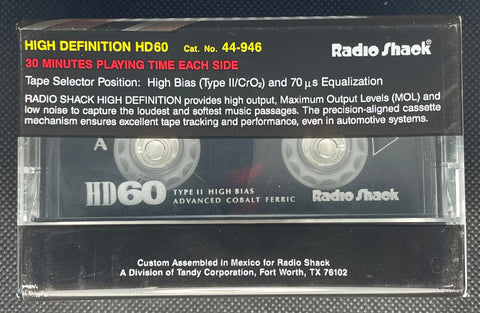 HIGH DEFINITION HD60 Cat. No. 44-946 Radio Shack®
30 MINUTES PLAYING TIME EACH SIDE
Tape Selector Position: High Bias (Type II/CrO₂) and 70 μs Equalization
RADIO SHACK HIGH DEFINITION provides high output, Maximum Output Levels (MOL) and
low noise to capture the loudest and softest music passages. The precision-aligned cassette
mechanism ensures excellent tape tracking and performance, even in automotive systems.
A
HD60 TYPE II HIGH BIAS
ADVANCED COBALT FERRIC Radio Shack
Custom Assembled in Mexico for Radio Shack
A Division of Tandy Corporation, Fort Worth, TX 76102